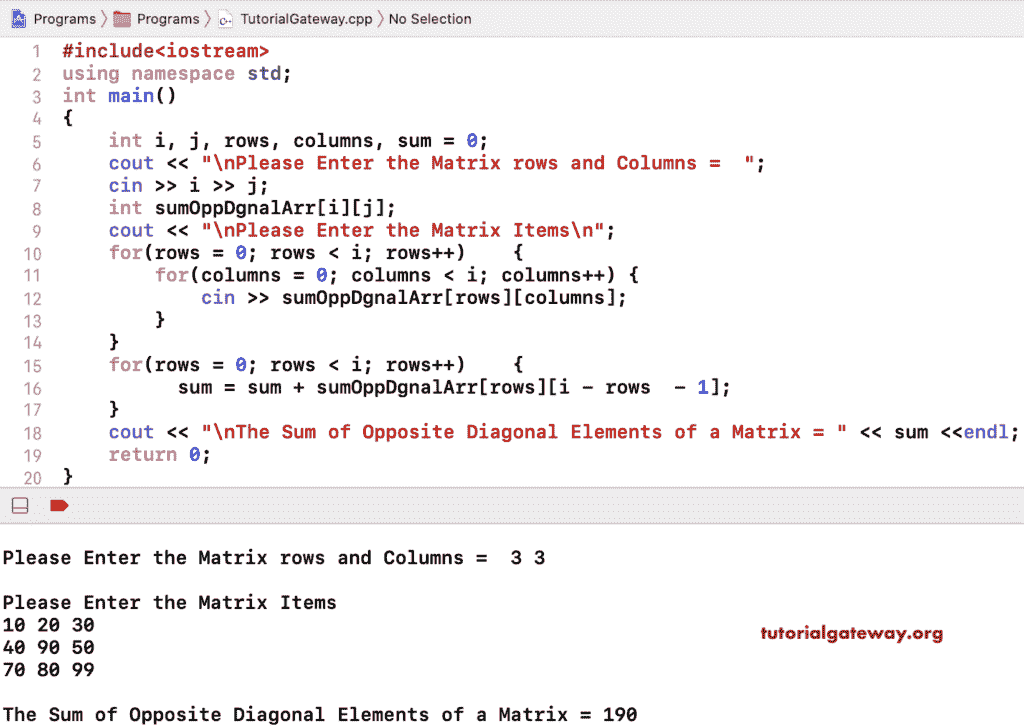 Programs Programs TutorialGateway.cpp No Selection
1 #include<iostream>
2 using namespace std;
3 int main()
4 {
5     int i, j, rows, columns, sum = 0;
6     cout << "\nPlease Enter the Matrix rows and Columns =  ";
7     cin >> i >> j;
8     int sumOppDgnalArr[i][j];
9     cout << "\nPlease Enter the Matrix Items\n";
10     for(rows = 0; rows < i; rows++)    {
11         for(columns = 0; columns < i; columns++) {
12             cin >> sumOppDgnalArr[rows][columns];
13         }
14     }
15     for(rows = 0; rows < i; rows++)    {
16           sum = sum + sumOppDgnalArr[rows][i - rows  - 1];
17     }
18     cout << "\nThe Sum of Opposite Diagonal Elements of a Matrix = " << sum <<endl;
19     return 0;
20 }
Please Enter the Matrix rows and Columns =  3 3
Please Enter the Matrix Items
10 20 30
40 90 50
70 80 99
tutorialgateway.org
The Sum of Opposite Diagonal Elements of a Matrix = 190